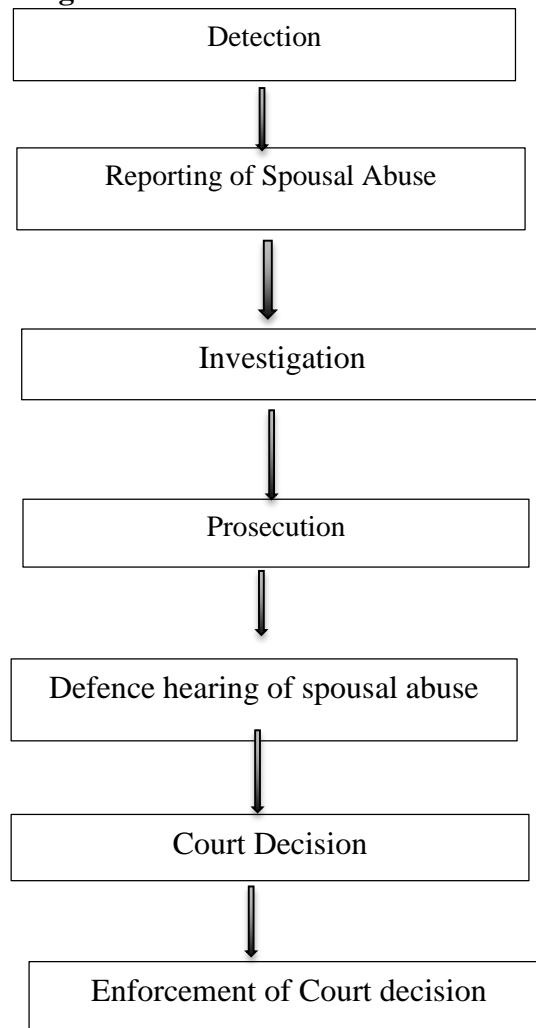 Detection
Reporting of Spousal Abuse
Investigation
Prosecution
Defence hearing of spousal abuse
Court Decision
Enforcement of Court decision